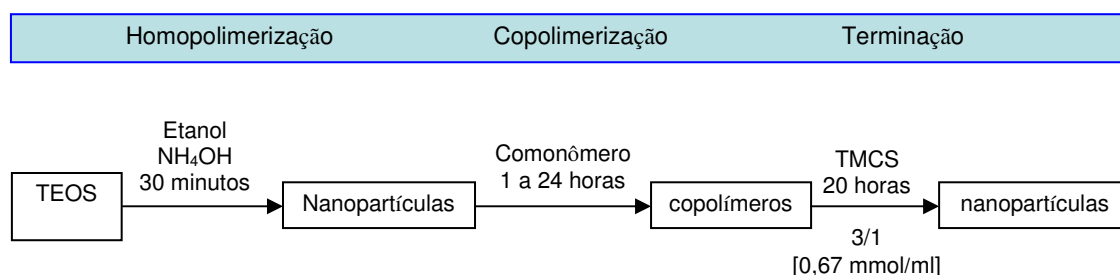 Homopolimerização Copolimerização Terminação
Etanol
NH₄OH
30 minutos
Comonômero
1 a 24 horas
TMCS
20 horas
TEOS
Nanopartículas
copolímeros
nanopartículas
3/1
[0,67 mmol/ml]